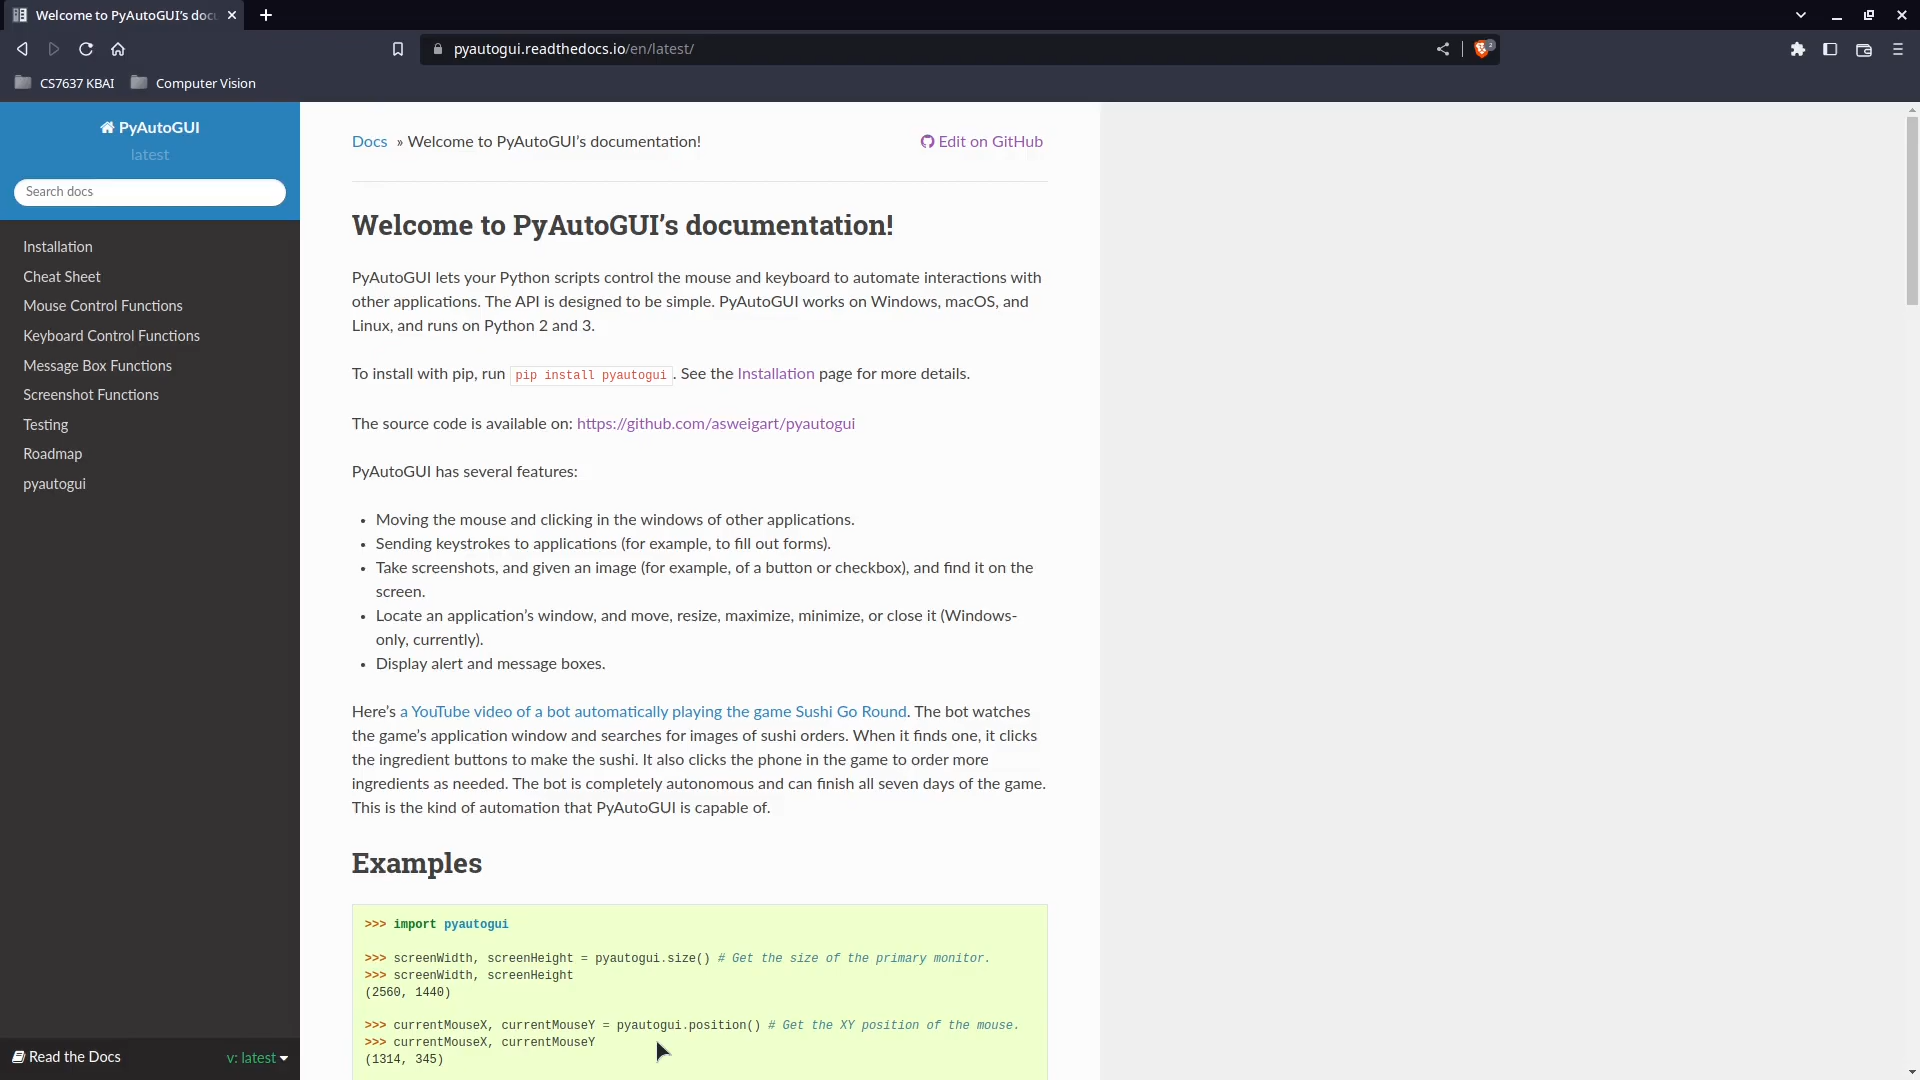 Welcome to PyAutoGUI's docu
pyautogui.readthedocs.io/en/latest/
2
CS7637 KBAI
Computer Vision
PyAutoGUI
latest
Search docs
Installation
Cheat Sheet
Mouse Control Functions
Keyboard Control Functions
Message Box Functions
Screenshot Functions
Testing
Roadmap
pyautogui
Read the Docs
v: latest
Docs » Welcome to PyAutoGUI’s documentation!
Edit on GitHub
Welcome to PyAutoGUI’s documentation!
PyAutoGUI lets your Python scripts control the mouse and keyboard to automate interactions with
other applications. The API is designed to be simple. PyAutoGUI works on Windows, macOS, and
Linux, and runs on Python 2 and 3.
To install with pip, run pip install pyautogui. See the Installation page for more details.
The source code is available on: https://github.com/asweigart/pyautogui
PyAutoGUI has several features:
• Moving the mouse and clicking in the windows of other applications.
• Sending keystrokes to applications (for example, to fill out forms).
• Take screenshots, and given an image (for example, of a button or checkbox), and find it on the
screen.
• Locate an application’s window, and move, resize, maximize, minimize, or close it (Windows-
only, currently).
• Display alert and message boxes.
Here’s a YouTube video of a bot automatically playing the game Sushi Go Round. The bot watches
the game’s application window and searches for images of sushi orders. When it finds one, it clicks
the ingredient buttons to make the sushi. It also clicks the phone in the game to order more
ingredients as needed. The bot is completely autonomous and can finish all seven days of the game.
This is the kind of automation that PyAutoGUI is capable of.
Examples
>>> import pyautogui
>>> screenWidth, screenHeight = pyautogui.size() # Get the size of the primary monitor.
>>> screenWidth, screenHeight
(2560, 1440)
>>> currentMouseX, currentMouseY = pyautogui.position() # Get the XY position of the mouse.
>>> currentMouseX, currentMouseY
(1314, 345)